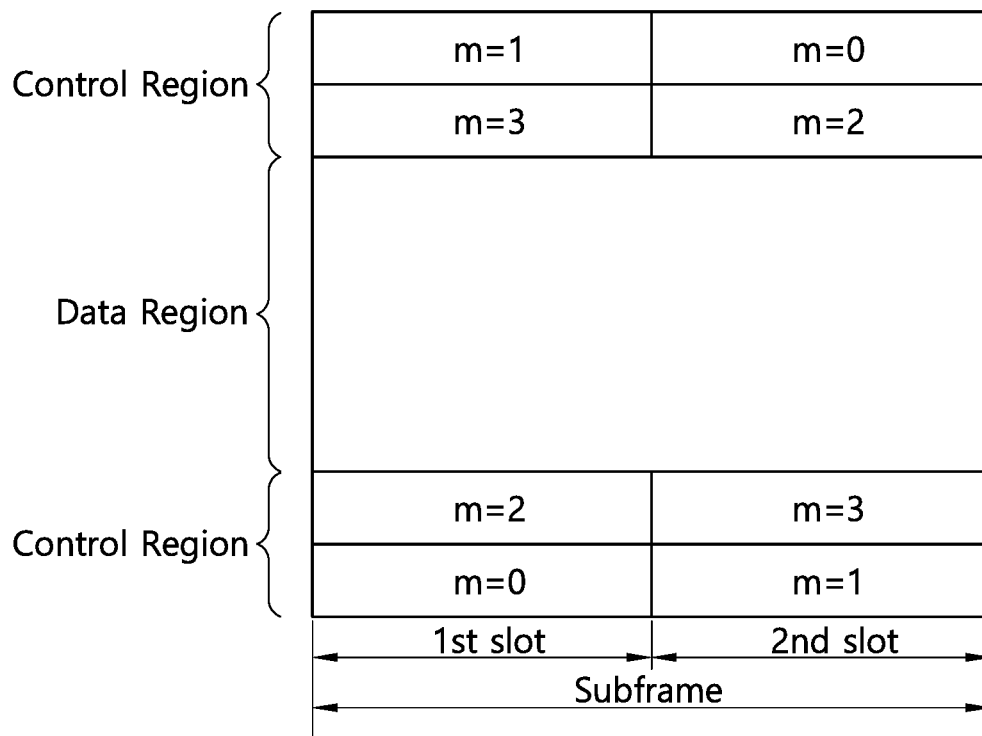 m=1 m=0
Control Region
m=3 m=2
Data Region
m=2 m=3
Control Region
m=0 m=1
1st slot 2nd slot
Subframe